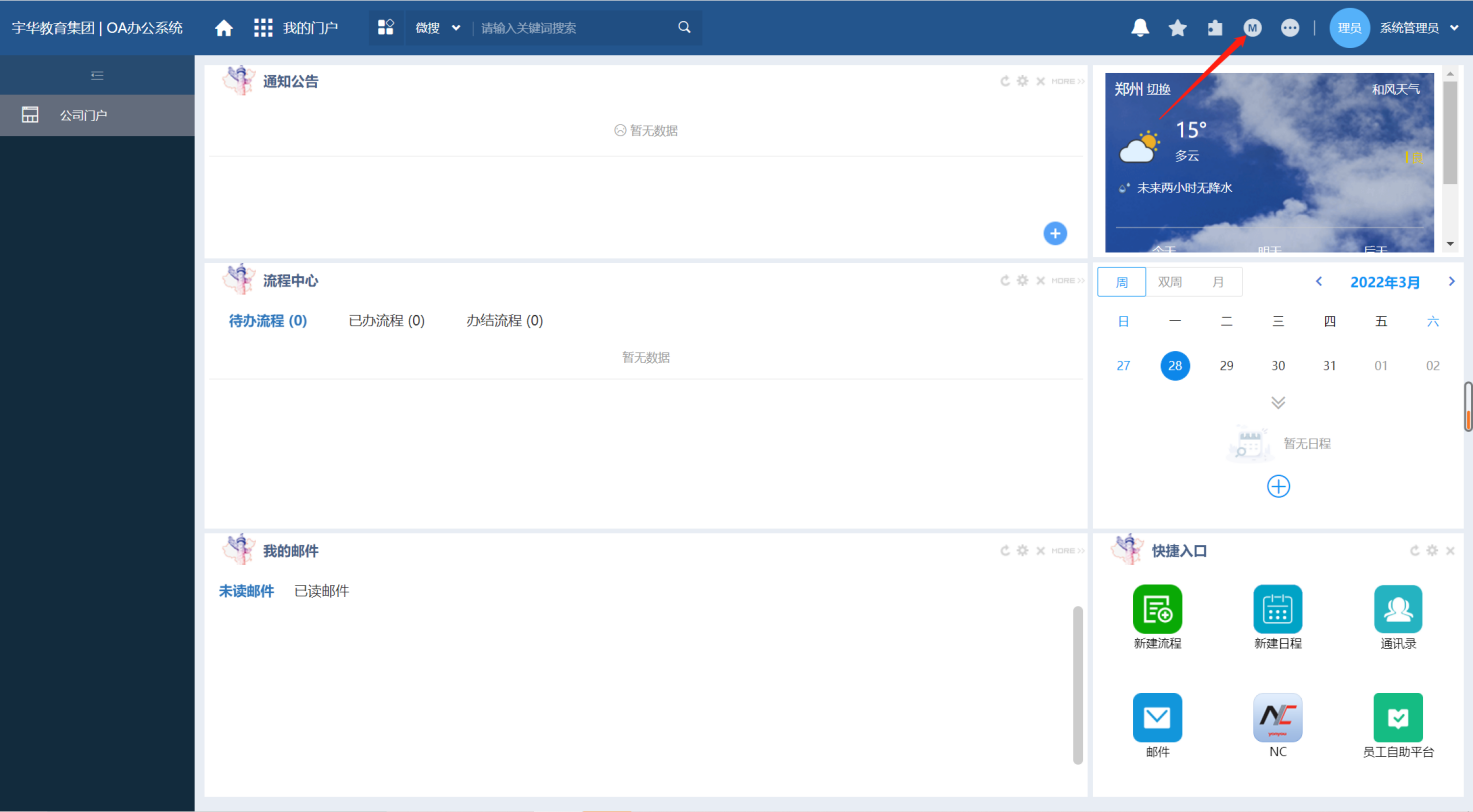 宇华教育集团 | OA办公系统
我的门户
微搜
请输入关键词搜索
M
理员
系统管理员
公司门户
通知公告
MORE >>
暂无数据
郑州 切换
和风天气
15°
多云
未来两小时无降水
今天 明天 后天
流程中心
MORE >>
待办流程 (0) 已办流程 (0) 办结流程 (0)
暂无数据
周 双周 月
2022年3月
日 一 二 三 四 五 六
27 28 29 30 31 01 02
暂无日程
我的邮件
MORE >>
未读邮件 已读邮件
快捷入口
新建流程 新建日程 通讯录
NC
邮件 NC 员工自助平台